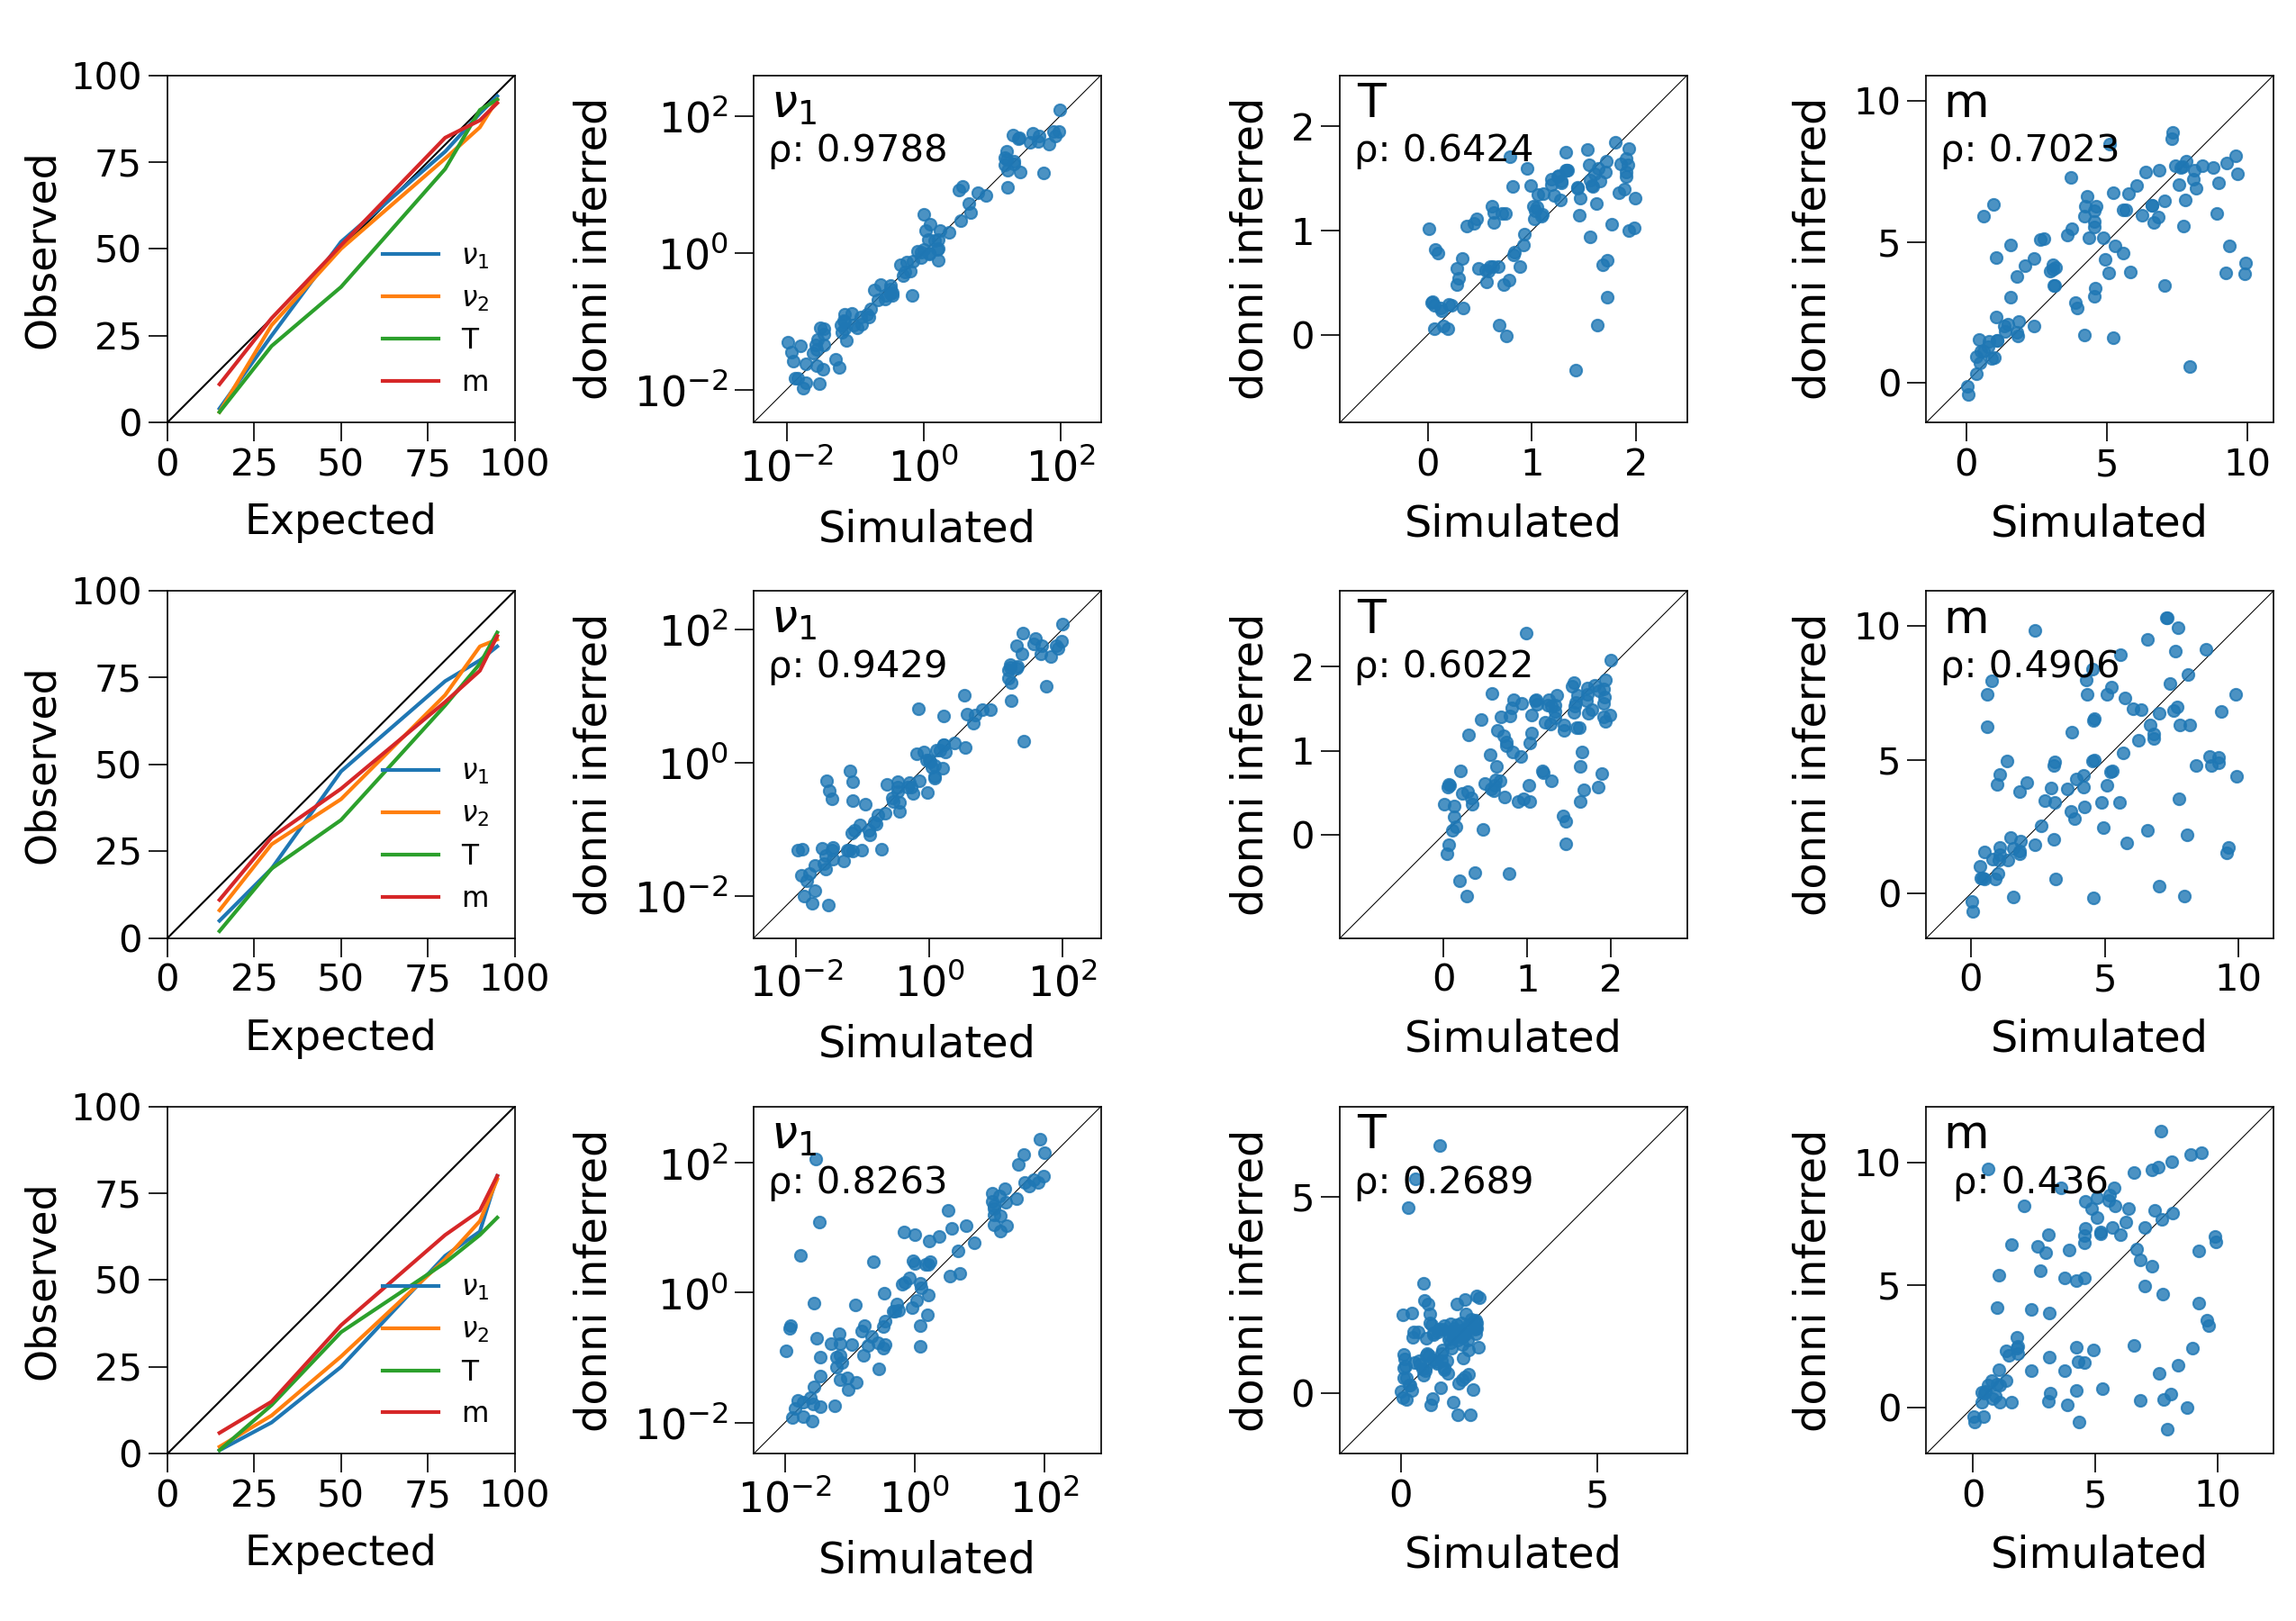 100
75
50
25
0
Observed
0 25 50 75 100
Expected
ν1
ν2
T
m
ν1
ρ: 0.9788
10^2
10^0
10^-2
donni inferred
10^-2 10^0 10^2
Simulated
T
ρ: 0.6424
2
1
0
donni inferred
0 1 2
Simulated
m
ρ: 0.7023
10
5
0
donni inferred
0 5 10
Simulated
100
75
50
25
0
Observed
0 25 50 75 100
Expected
ν1
ν2
T
m
ν1
ρ: 0.9429
10^2
10^0
10^-2
donni inferred
10^-2 10^0 10^2
Simulated
T
ρ: 0.6022
2
1
0
donni inferred
0 1 2
Simulated
m
ρ: 0.4906
10
5
0
donni inferred
0 5 10
Simulated
100
75
50
25
0
Observed
0 25 50 75 100
Expected
ν1
ν2
T
m
ν1
ρ: 0.8263
10^2
10^0
10^-2
donni inferred
10^-2 10^0 10^2
Simulated
T
ρ: 0.2689
5
0
donni inferred
0 5
Simulated
m
ρ: 0.436
10
5
0
donni inferred
0 5 10
Simulated